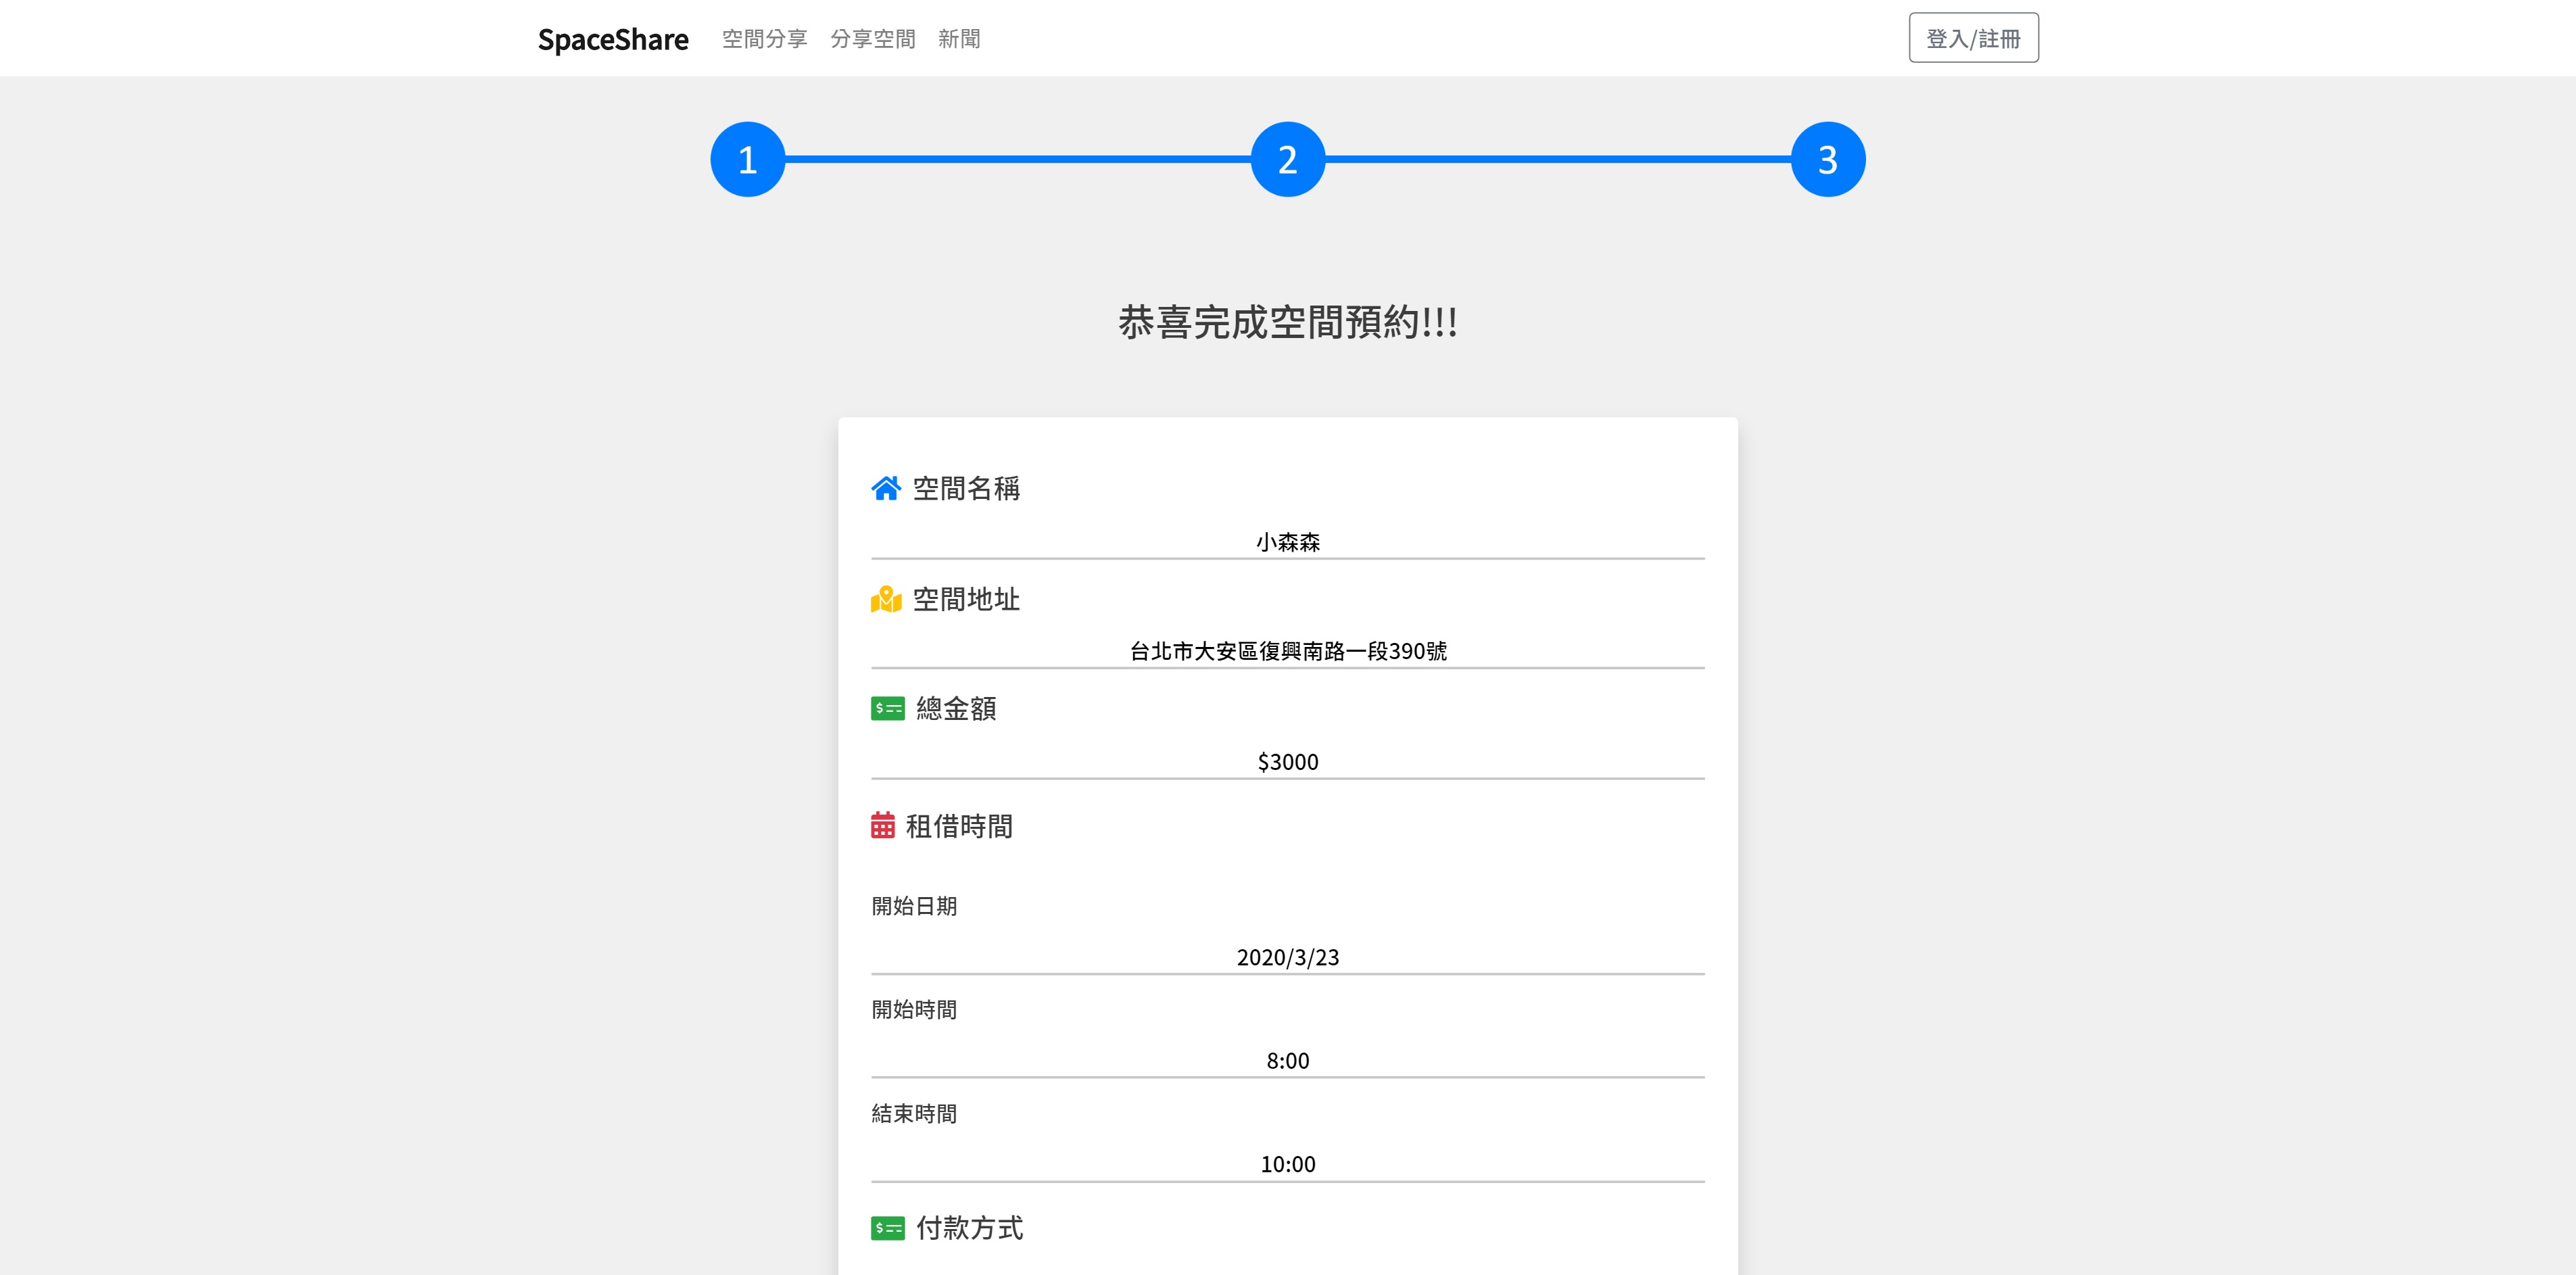 SpaceShare 空間分享 分享空間 新聞 登入/註冊
1 2 3
恭喜完成空間預約!!!
空間名稱
小森森
空間地址
台北市大安區復興南路一段390號
總金額
$3000
租借時間
開始日期
2020/3/23
開始時間
8:00
結束時間
10:00
付款方式